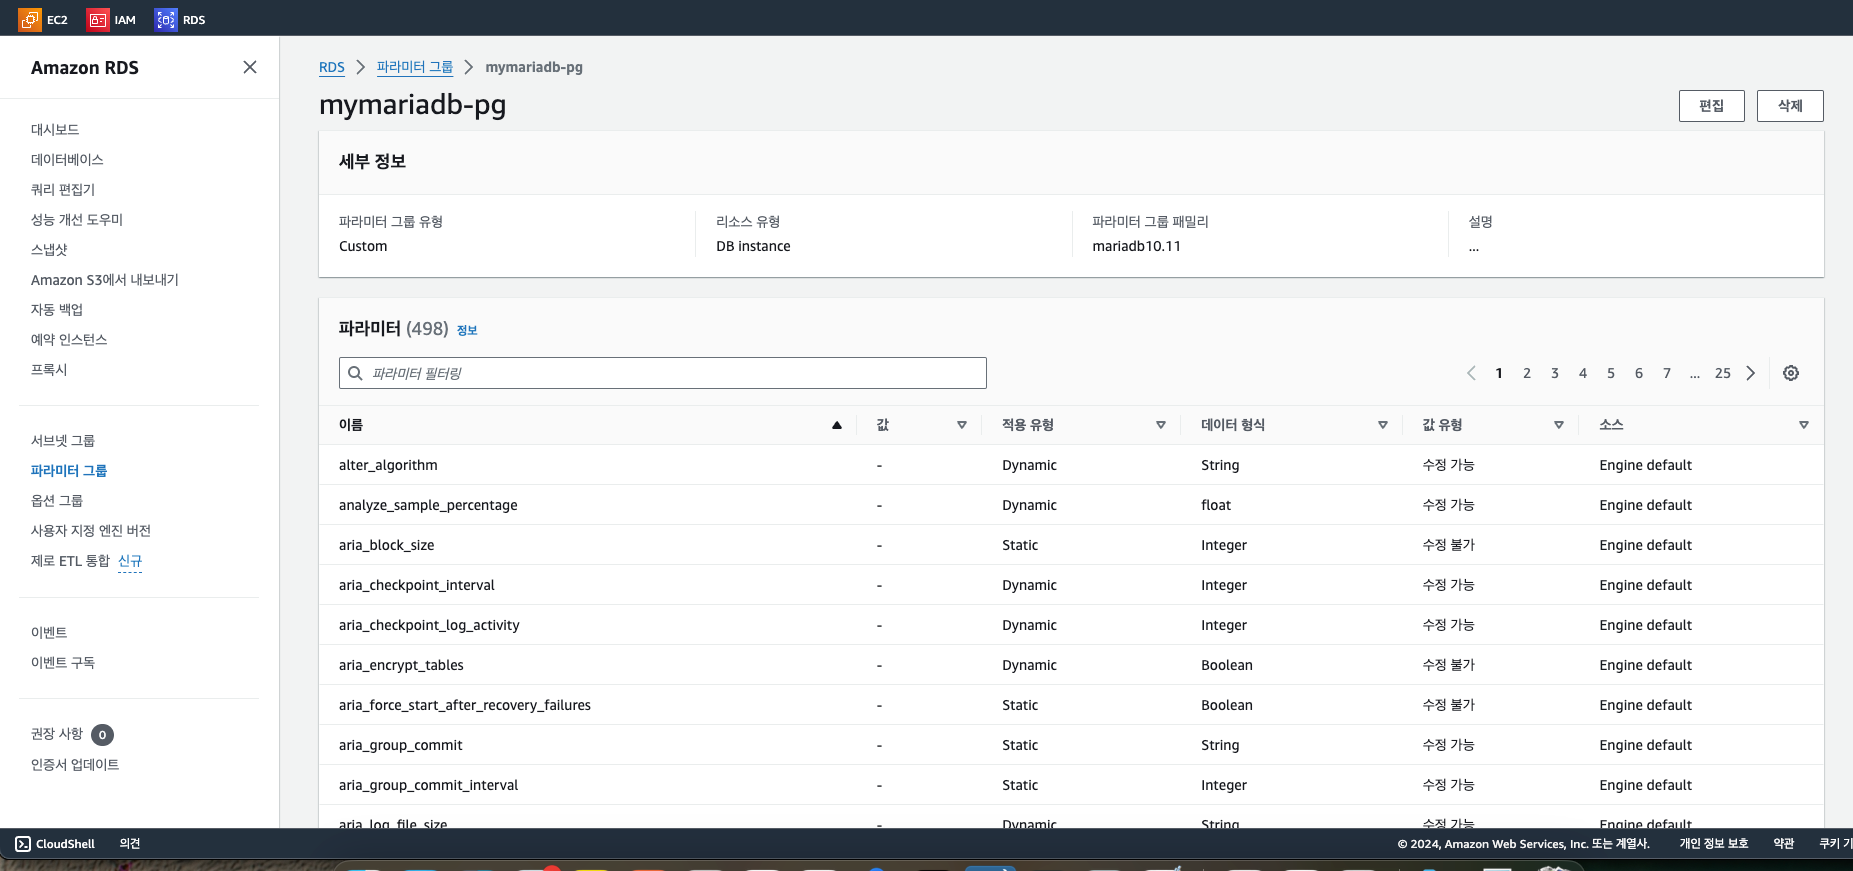 EC2 IAM RDS
Amazon RDS
대시보드
데이터베이스
쿼리 편집기
성능 개선 도우미
스냅샷
Amazon S3에서 내보내기
자동 백업
예약 인스턴스
프록시
서브넷 그룹
파라미터 그룹
옵션 그룹
사용자 지정 엔진 버전
제로 ETL 통합 신규
이벤트
이벤트 구독
권장 사항 0
인증서 업데이트
RDS 파라미터 그룹 mymariadb-pg
mymariadb-pg
편집 삭제
세부 정보
파라미터 그룹 유형 리소스 유형 파라미터 그룹 패밀리 설명
Custom DB instance mariadb10.11 ...
파라미터 (498) 정보
파라미터 필터링
1 2 3 4 5 6 7 ... 25
이름 값 적용 유형 데이터 형식 값 유형 소스
alter_algorithm - Dynamic String 수정 가능 Engine default
analyze_sample_percentage - Dynamic float 수정 가능 Engine default
aria_block_size - Static Integer 수정 불가 Engine default
aria_checkpoint_interval - Dynamic Integer 수정 가능 Engine default
aria_checkpoint_log_activity - Dynamic Integer 수정 가능 Engine default
aria_encrypt_tables - Dynamic Boolean 수정 불가 Engine default
aria_force_start_after_recovery_failures - Static Boolean 수정 불가 Engine default
aria_group_commit - Static String 수정 가능 Engine default
aria_group_commit_interval - Static Integer 수정 가능 Engine default
aria_log_file_size - Dynamic String 수정 가능 Engine default
CloudShell 의견
© 2024, Amazon Web Services, Inc. 또는 계열사. 개인 정보 보호 약관 쿠키 기